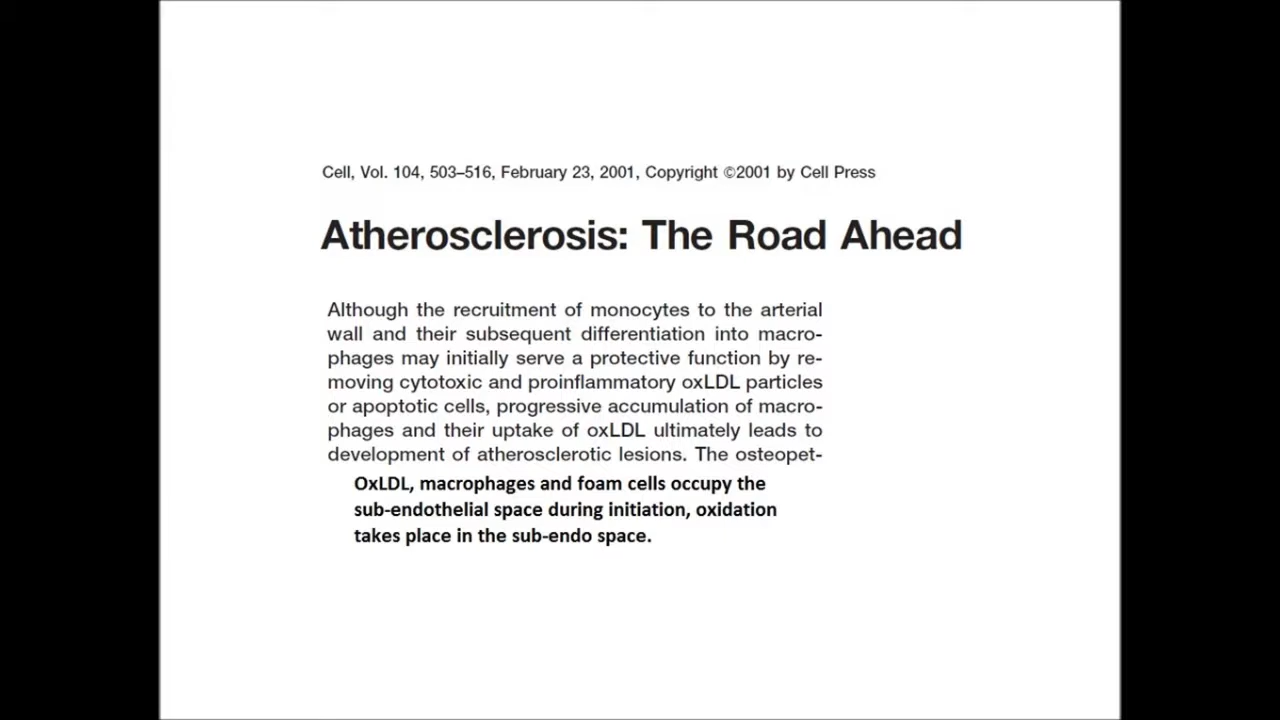 Cell, Vol. 104, 503–516, February 23, 2001, Copyright ©2001 by Cell Press
Atherosclerosis: The Road Ahead
Although the recruitment of monocytes to the arterial
wall and their subsequent differentiation into macro-
phages may initially serve a protective function by re-
moving cytotoxic and proinflammatory oxLDL particles
or apoptotic cells, progressive accumulation of macro-
phages and their uptake of oxLDL ultimately leads to
development of atherosclerotic lesions. The osteopet-
OxLDL, macrophages and foam cells occupy the
sub-endothelial space during initiation, oxidation
takes place in the sub-endo space.